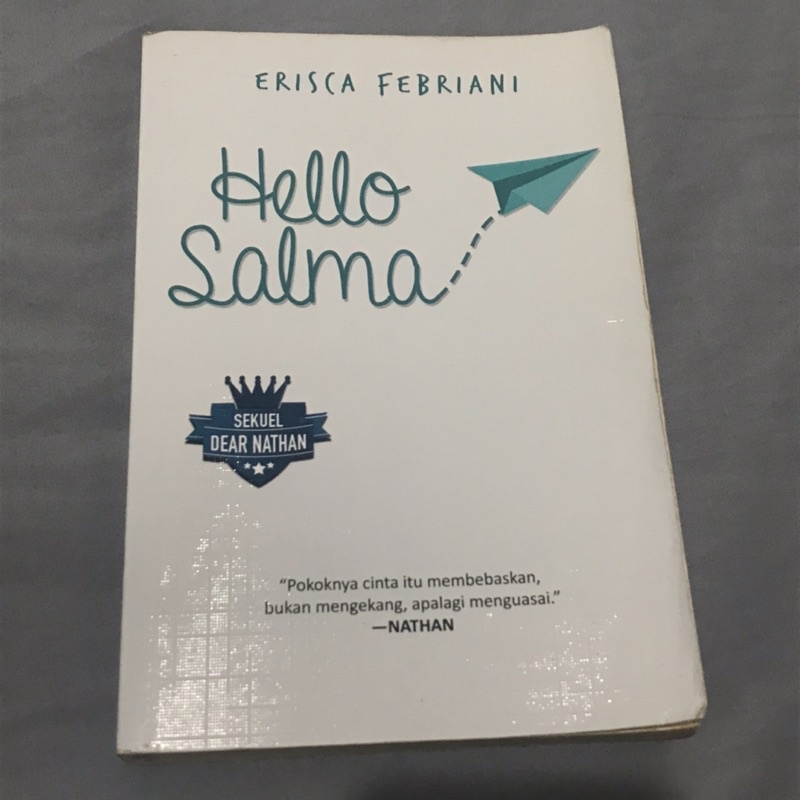 ERISCA FEBRIANI
Hello
Salma
SEKUEL
DEAR NATHAN
“Pokoknya cinta itu membebaskan,
bukan mengekang, apalagi menguasai.”
—NATHAN